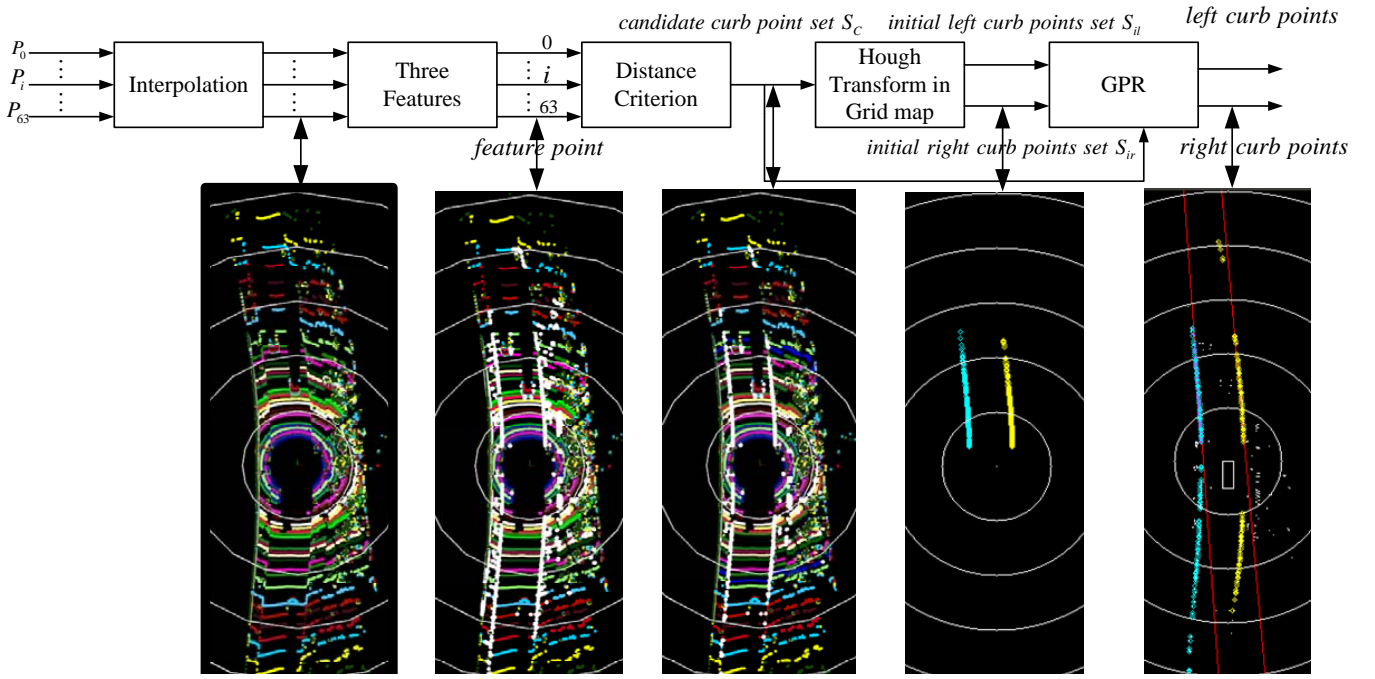 candidate curb point set S_C
initial left curb points set S_il
left curb points
P_0
P_i
P_63
Interpolation
Three
Features
0
i
63
Distance
Criterion
Hough
Transform in
Grid map
GPR
feature point
initial right curb points set S_ir
right curb points